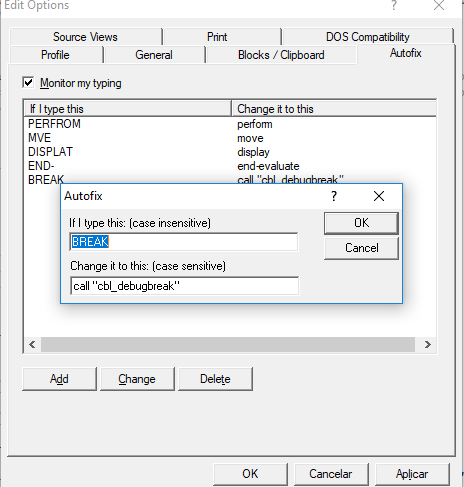 Edit Options
? ×
Source Views Print DOS Compatibility
Profile General Blocks / Clipboard Autofix
Monitor my typing
If I type this Change it to this
PERFROM perform
MVE move
DISPLAT display
END- end-evaluate
BREAK call "cbl_debugbreak"
Autofix ? ×
If I type this: (case insensitive)
OK
BREAK
Cancel
Change it to this: (case sensitive)
call "cbl_debugbreak"
Add Change Delete
OK Cancelar Aplicar